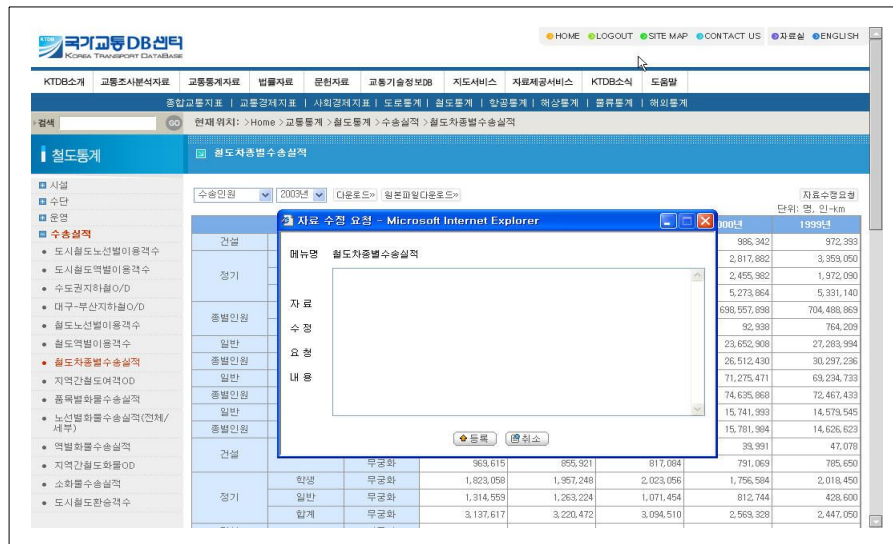 국가교통DB센터
KOREA TRANSPORT DATABASE
HOME LOGOUT SITE MAP CONTACT US 자료실 ENGLISH
KTDB소개 교통조사분석자료 교통통계자료 법률자료 문헌자료 교통기술정보DB 지도서비스 자료제공서비스 KTDB소식 도움말
종합교통지표 | 교통경제지표 | 사회경제지표 | 도로통계 | 철도통계 | 항공통계 | 해상통계 | 물류통계 | 해외통계
검색 GO 현재위치: >Home >교통통계 >철도통계 >수송실적 >철도차종별수송실적
철도통계 철도차종별수송실적
시설
수송인원 2003년 다운로드» 원본파일다운로드» 자료수정요청
수단
단위: 명, 인-km
운영
수송실적
도시철도노선별이용객수
도시철도역별이용객수
수도권지하철O/D
대구-부산지하철O/D
철도노선별이용객수
철도역별이용객수
철도차종별수송실적
지역간철도여객OD
품목별화물수송실적
노선별화물수송실적(전체/
세부)
역별화물수송실적
지역간철도화물OD
소화물수송실적
도시철도환승객수
자료 수정 요청 - Microsoft Internet Explorer
메뉴명 철도차종별수송실적
자 료
수 정
요 청
내 용
등록 취소
000년 1999년
건설 986,342 972,393
정기 2,817,882 3,359,050
2,455,982 1,972,090
5,273,864 5,331,140
종별인원 698,557,898 704,488,869
92,938 764,209
일반 23,652,908 27,283,994
종별인원 26,512,430 30,297,236
일반 71,275,471 69,234,733
종별인원 74,635,868 72,467,433
일반 15,741,993 14,579,545
종별인원 15,781,984 14,626,623
건설 39,991 47,078
무궁화 969,615 855,921 817,084 791,069 785,650
정기 학생 무궁화 1,823,058 1,957,248 2,023,056 1,756,584 2,018,450
일반 무궁화 1,314,559 1,263,224 1,071,454 812,744 428,600
합계 무궁화 3,137,617 3,220,472 3,094,510 2,569,328 2,447,050